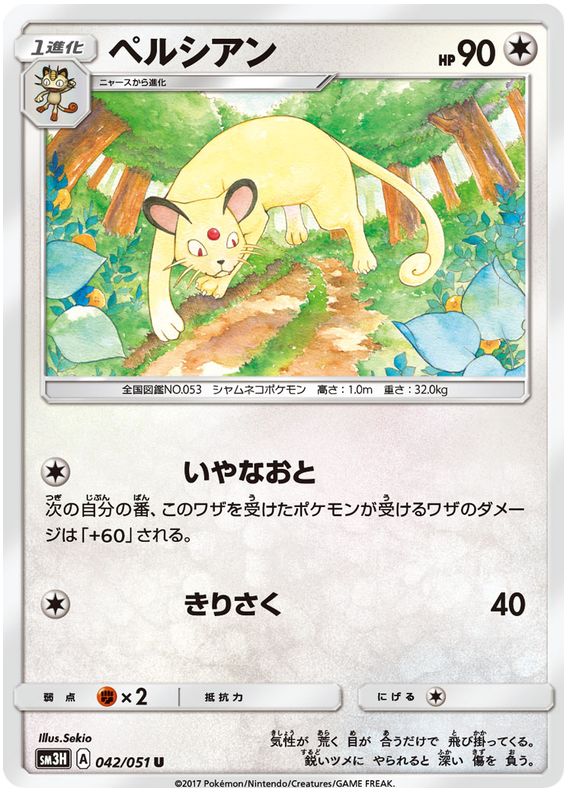 1進化 ペルシアン HP 90
ニャースから進化
全国図鑑NO.053 シャムネコポケモン 高さ:1.0m 重さ:32.0kg
いやなおと
次の自分の番、このワザを受けたポケモンが受けるワザのダメー
ジは「+60」される。
きりさく 40
弱点 ×2 抵抗力 にげる
Illus.Sekio
SM3H A 042/051 U
気性が 荒く 目が 合うだけで 飛び掛ってくる。
鋭いツメに やられると 深い 傷を 負う。
©2017 Pokémon/Nintendo/Creatures/GAME FREAK.